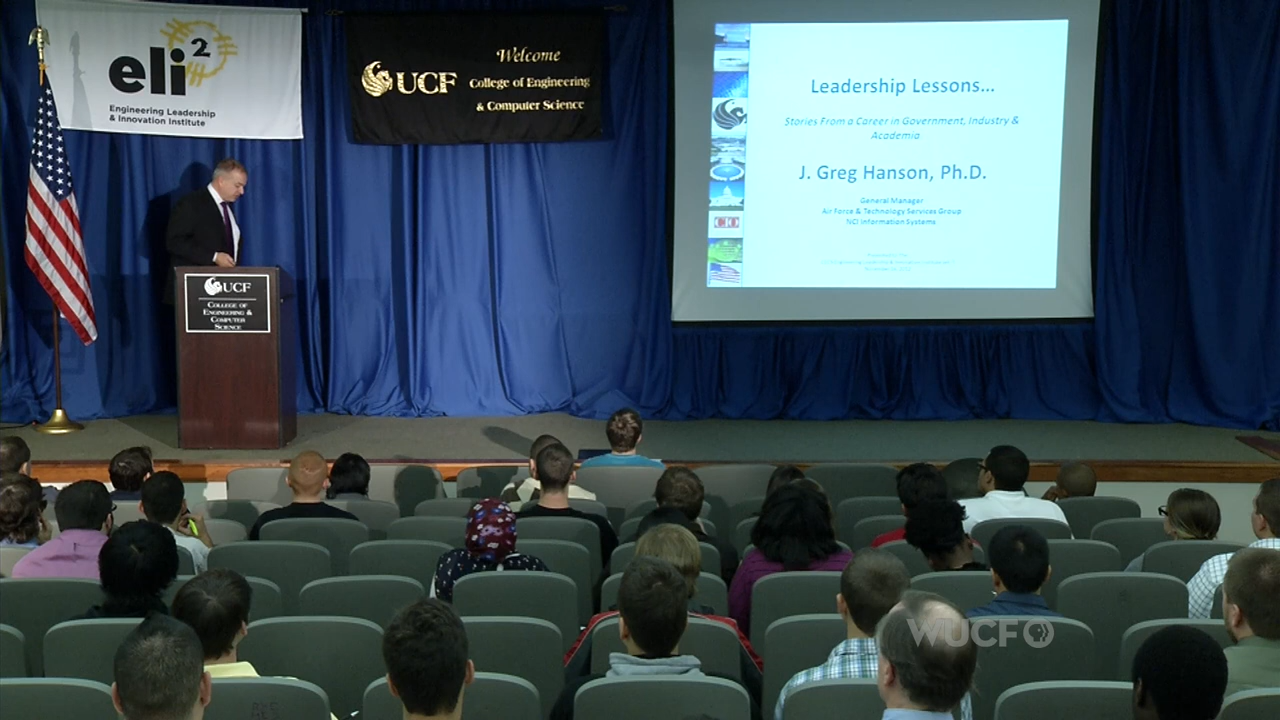 eli²
Engineering Leadership
& Innovation Institute
UCF
Welcome
College of Engineering
& Computer Science
Leadership Lessons...
Stories From a Career in Government, Industry &
Academia
J. Greg Hanson, Ph.D.
General Manager
Air Force & Technology Services Group
NCI Information Systems
CIO
UCF
College of
Engineering &
Computer
Science
WUCF